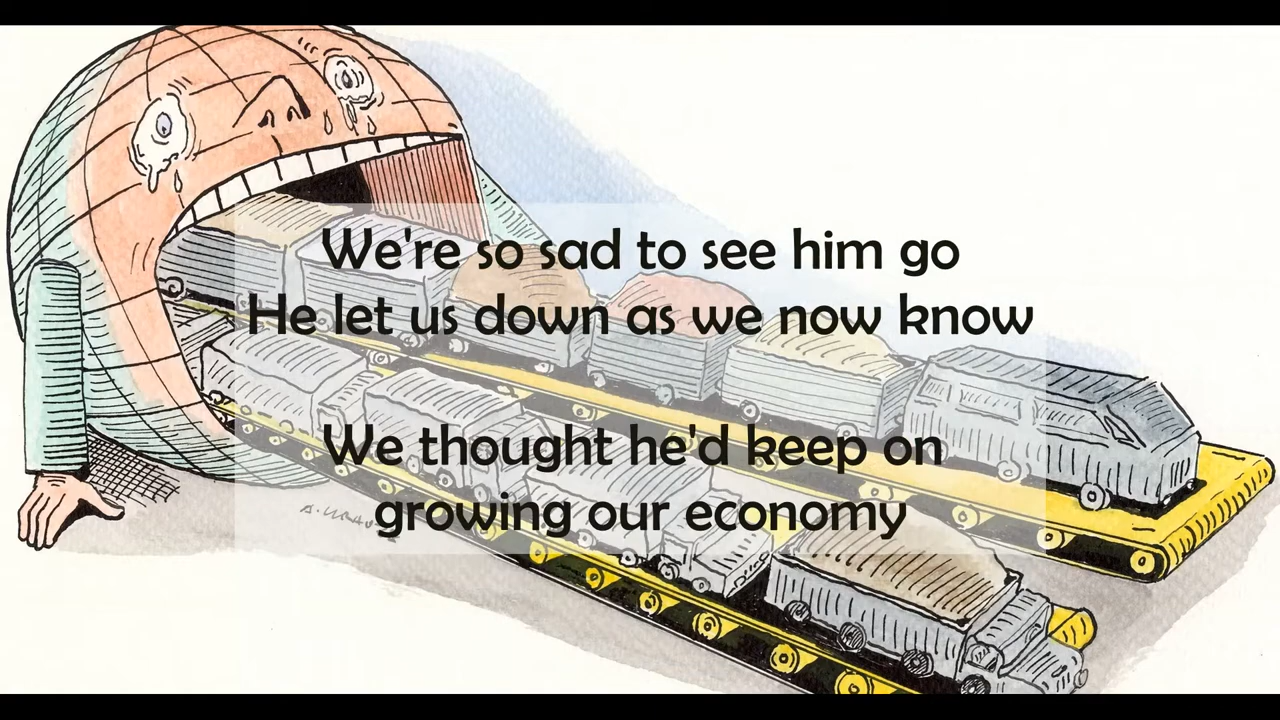 We're so sad to see him go
He let us down as we now know
We thought he'd keep on
growing our economy